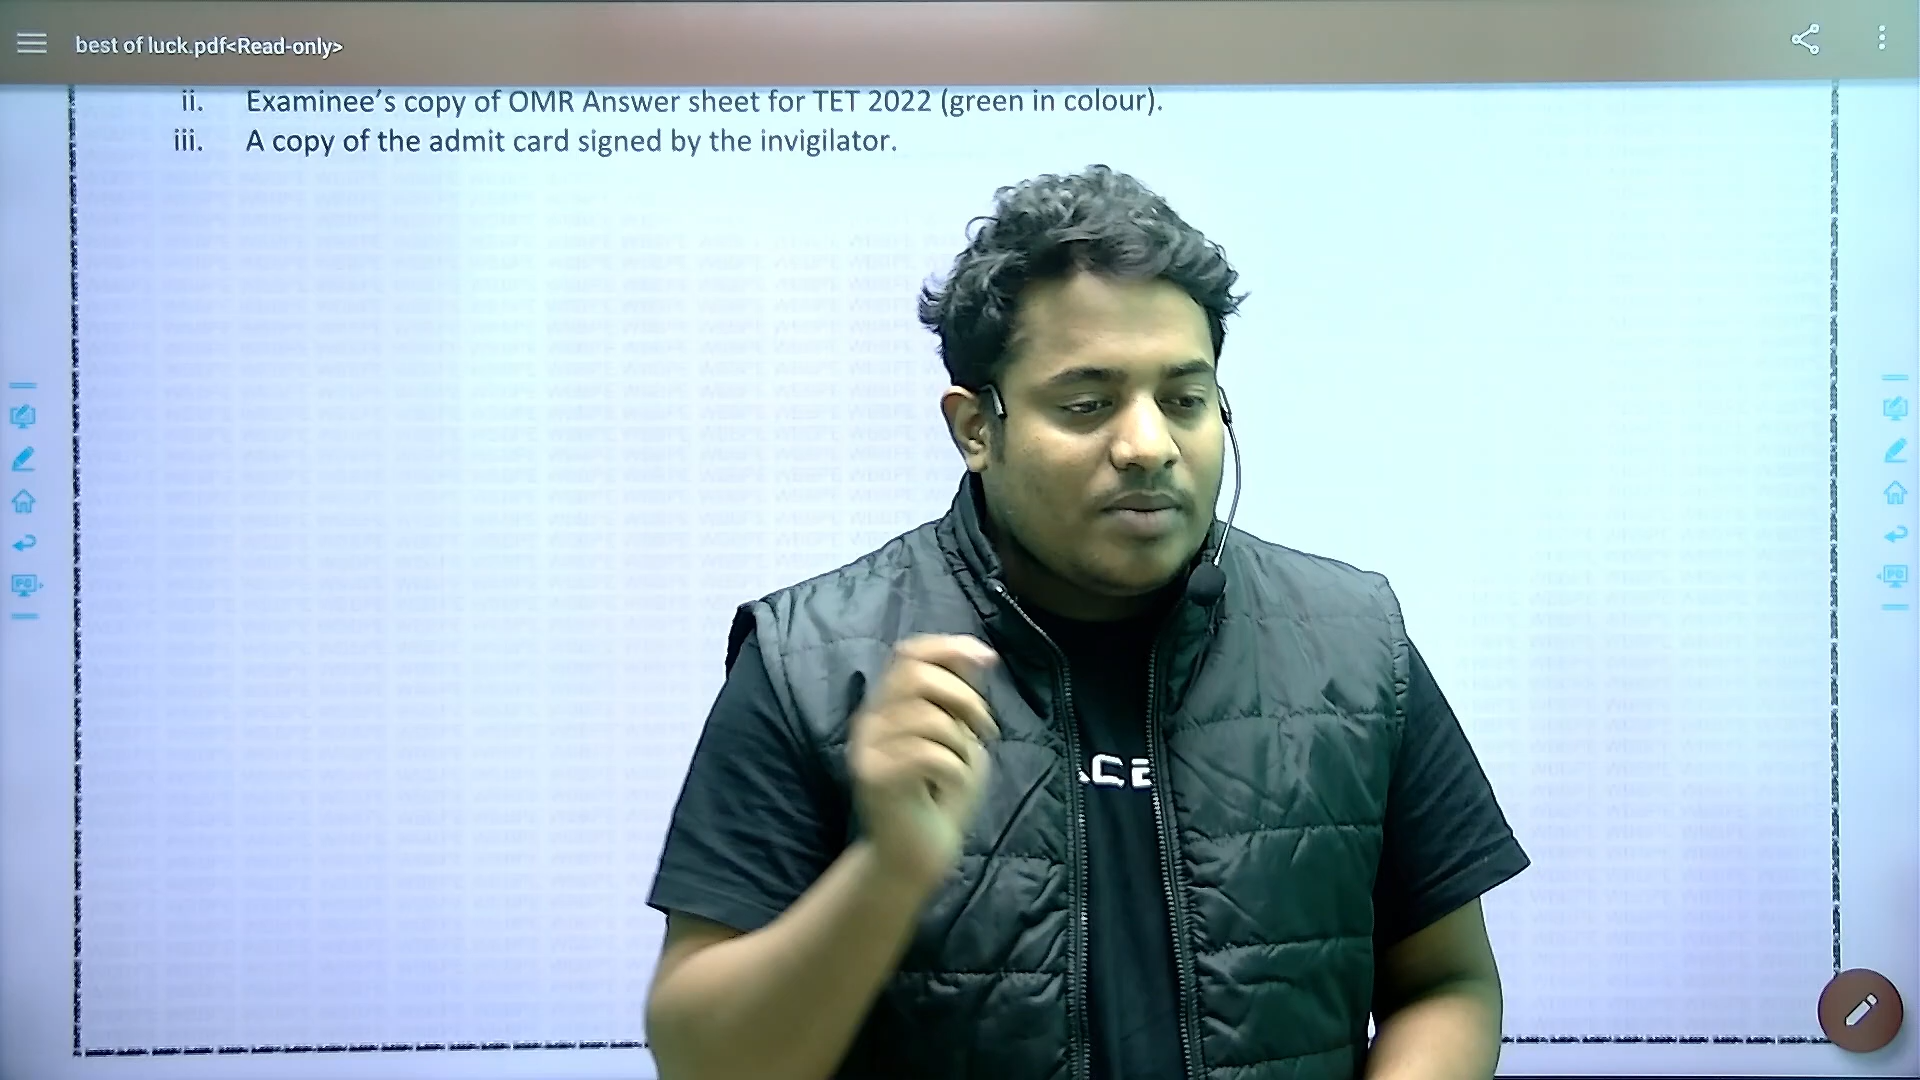 best of luck.pdf<Read-only>
ii. Examinee's copy of OMR Answer sheet for TET 2022 (green in colour).
iii. A copy of the admit card signed by the invigilator.